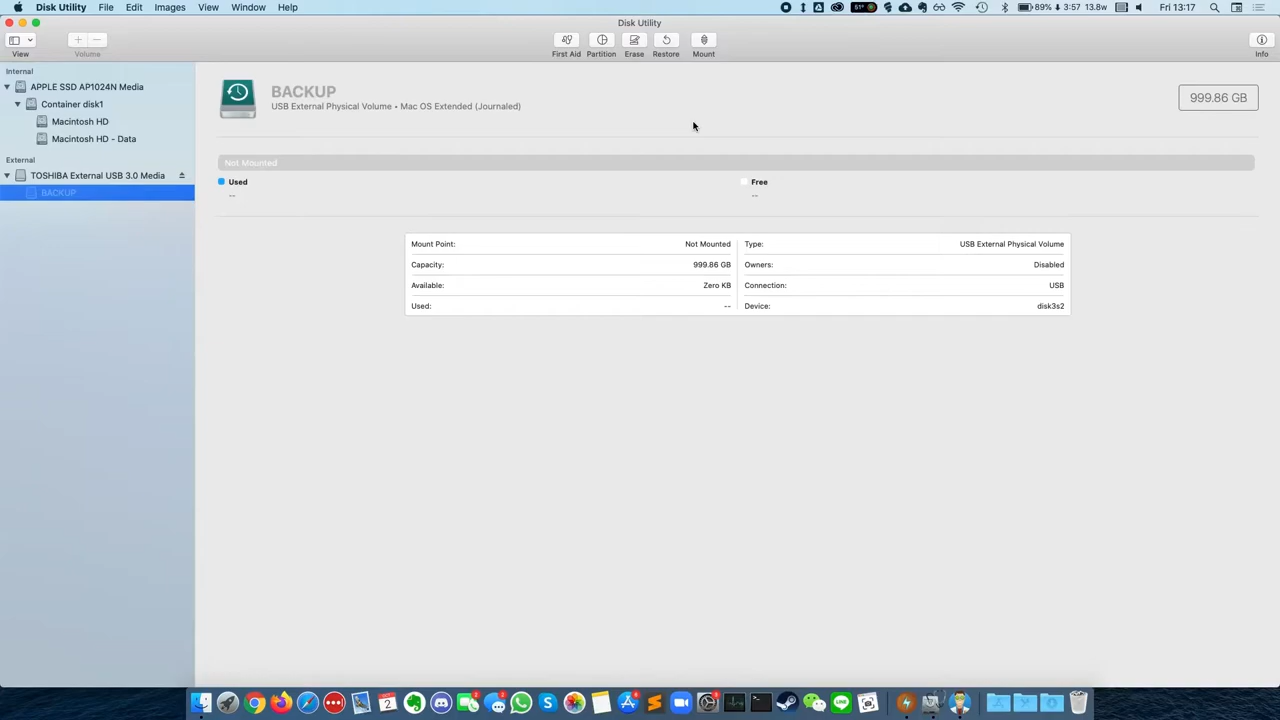 Disk Utility File Edit Images View Window Help
51° 89% 3:57 13.8w Fri 13:17
Disk Utility
View Volume First Aid Partition Erase Restore Mount Info
Internal
APPLE SSD AP1024N Media
Container disk1
Macintosh HD
Macintosh HD - Data
External
TOSHIBA External USB 3.0 Media
BACKUP
BACKUP
USB External Physical Volume • Mac OS Extended (Journaled)
999.86 GB
Not Mounted
Used
--
Free
--
Mount Point: Not Mounted
Capacity: 999.86 GB
Available: Zero KB
Used: --
Type: USB External Physical Volume
Owners: Disabled
Connection: USB
Device: disk3s2